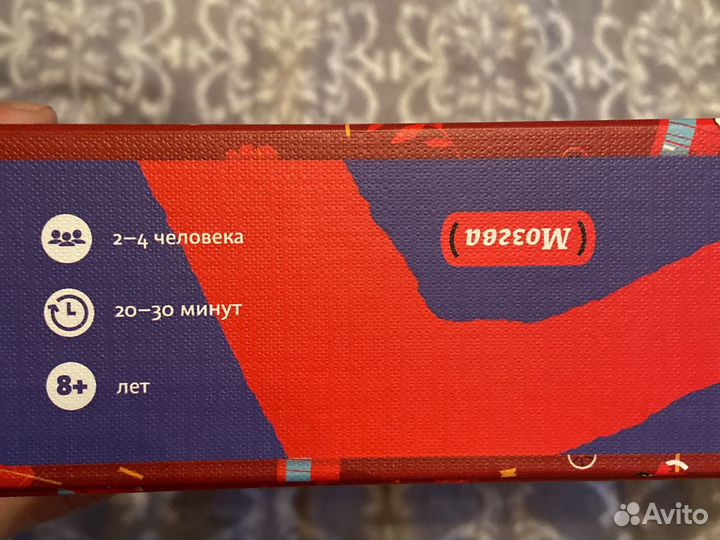 2–4 человека
20–30 минут
8+ лет
(Мозгва)
Avito